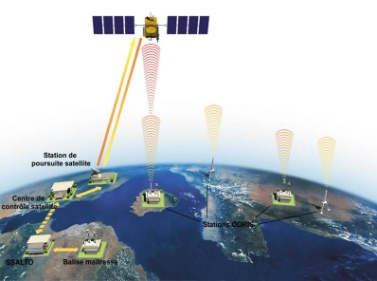 Station de
poursuite satellite
Centre de
contrôle satellite
Stations DORIS
SSALTO
Balise maîtresse